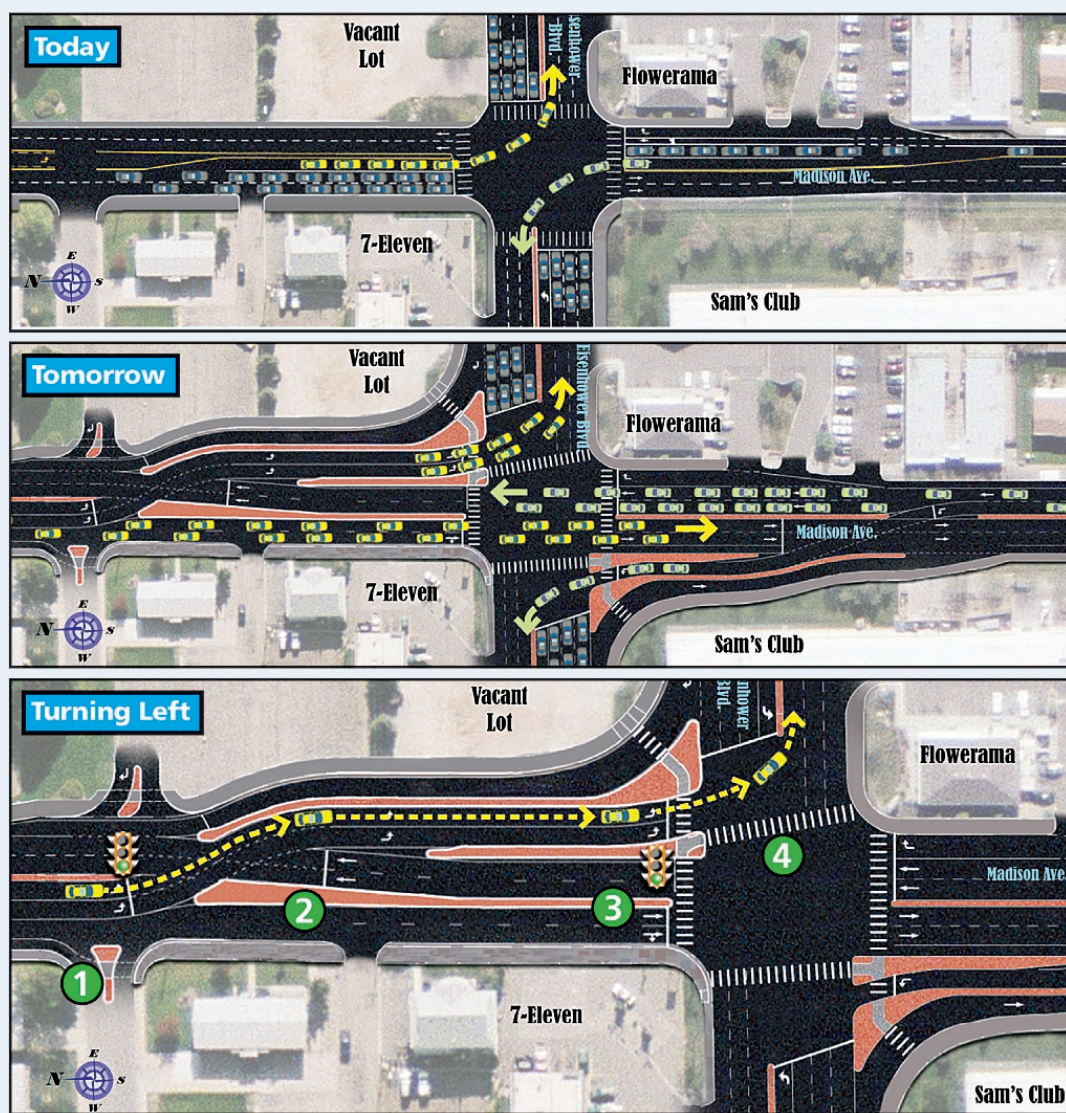 Today
Vacant
Lot
senhower
Blvd.
Flowerama
Madison Ave.
7-Eleven
Sam's Club
E
N
S
W
Tomorrow
Vacant
Lot
Eisenhower Blvd.
Flowerama
Madison Ave.
7-Eleven
Sam's Club
E
N
S
W
Turning Left
Vacant
Lot
nhower
Blvd.
Flowerama
Madison Ave.
1
2
3
4
7-Eleven
Sam's Club
E
N
S
W